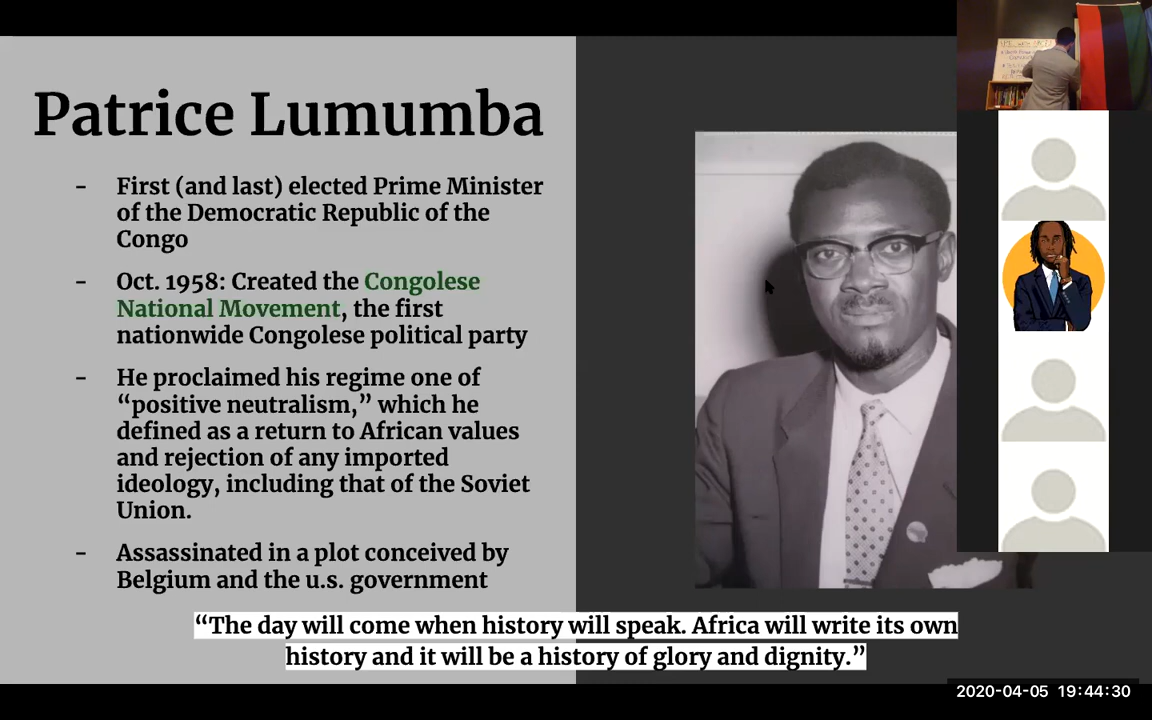 Patrice Lumumba
- First (and last) elected Prime Minister
of the Democratic Republic of the
Congo
- Oct. 1958: Created the Congolese
National Movement, the first
nationwide Congolese political party
- He proclaimed his regime one of
“positive neutralism,” which he
defined as a return to African values
and rejection of any imported
ideology, including that of the Soviet
Union.
- Assassinated in a plot conceived by
Belgium and the u.s. government
“The day will come when history will speak. Africa will write its own
history and it will be a history of glory and dignity.”
2020-04-05 19:44:30